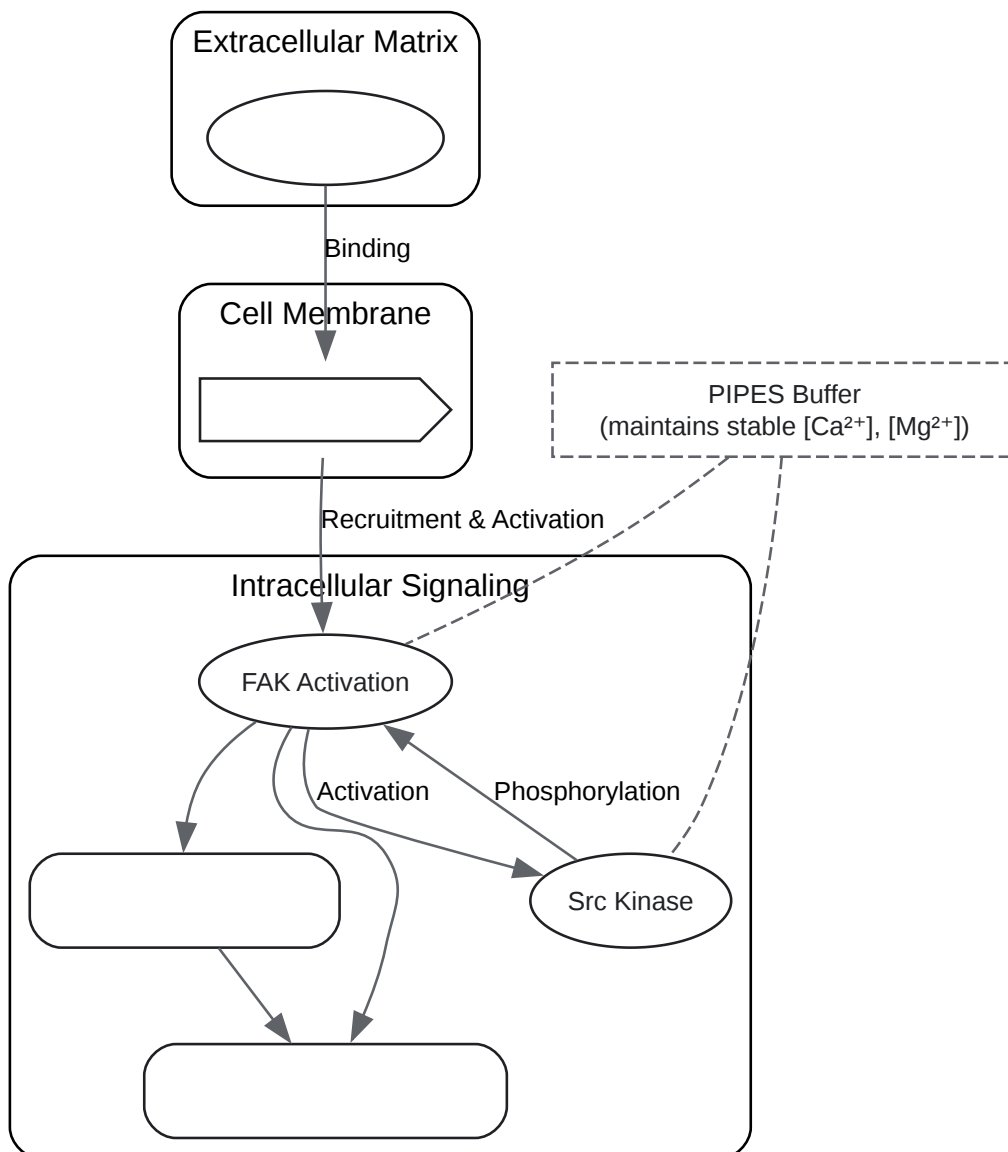 Extracellular Matrix
Binding
Cell Membrane
PIPES Buffer
(maintains stable [Ca²⁺], [Mg²⁺])
Recruitment & Activation
Intracellular Signaling
FAK Activation
Activation
Phosphorylation
Src Kinase